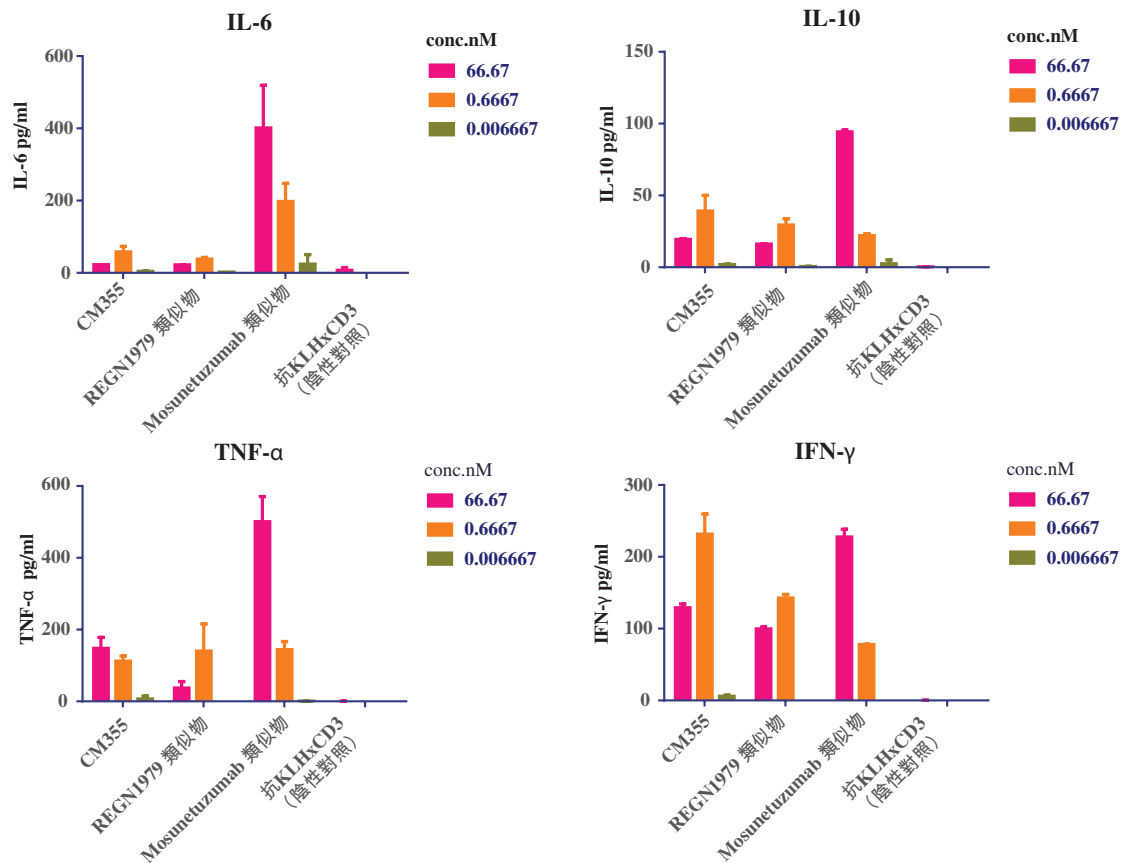 IL-6
conc.nM
66.67
0.6667
0.006667
IL-6 pg/ml
600
400
200
0
CM355
REGN1979 類似物
Mosunetuzumab 類似物
抗KLHxCD3
（陰性對照）
IL-10
conc.nM
66.67
0.6667
0.006667
IL-10 pg/ml
150
100
50
0
CM355
REGN1979 類似物
Mosunetuzumab 類似物
抗KLHxCD3
（陰性對照）
TNF-α
conc.nM
66.67
0.6667
0.006667
TNF-α pg/ml
600
400
200
0
CM355
REGN1979 類似物
Mosunetuzumab 類似物
抗KLHxCD3
（陰性對照）
IFN-γ
conc.nM
66.67
0.6667
0.006667
IFN-γ pg/ml
300
200
100
0
CM355
REGN1979 類似物
Mosunetuzumab 類似物
抗KLHxCD3
（陰性對照）